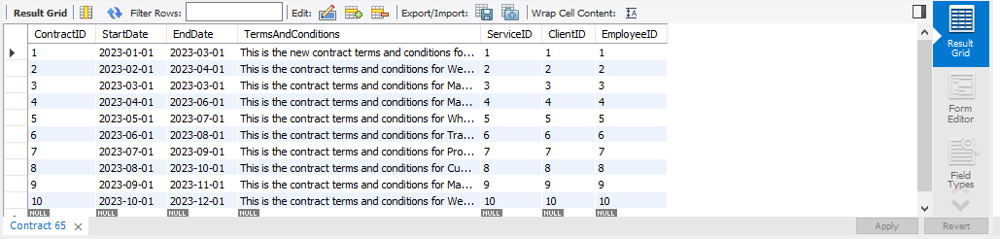 Result Grid Filter Rows: Edit: Export/Import: Wrap Cell Content: IA
ContractID StartDate EndDate TermsAndConditions ServiceID ClientID EmployeeID
1 2023-01-01 2023-03-01 This is the new contract terms and conditions fo... 1 1 1
2 2023-02-01 2023-04-01 This is the contract terms and conditions for We... 2 2 2
3 2023-03-01 2023-03-01 This is the contract terms and conditions for Ma... 3 3 3
4 2023-04-01 2023-06-01 This is the contract terms and conditions for Ma... 4 4 4
5 2023-05-01 2023-07-01 This is the contract terms and conditions for Wh... 5 5 5
6 2023-06-01 2023-08-01 This is the contract terms and conditions for Tra... 6 6 6
7 2023-07-01 2023-09-01 This is the contract terms and conditions for Pro... 7 7 7
8 2023-08-01 2023-10-01 This is the contract terms and conditions for Cu... 8 8 8
9 2023-09-01 2023-11-01 This is the contract terms and conditions for Ma... 9 9 9
10 2023-10-01 2023-12-01 This is the contract terms and conditions for We... 10 10 10
NULL NULL NULL NULL NULL NULL NULL
Result
Grid
Form
Editor
Field
Types
Contract 65 Apply Revert